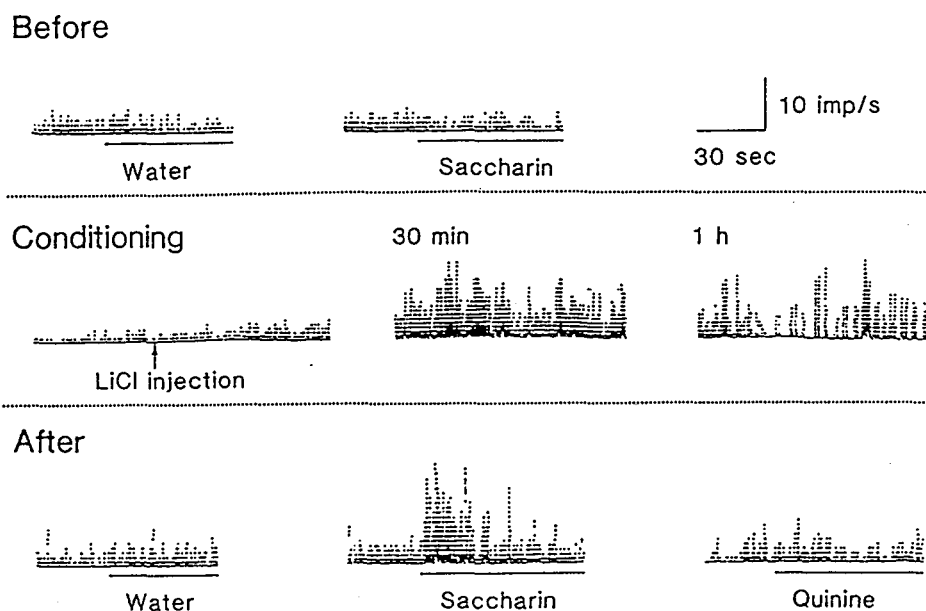 Before
10 imp/s
30 sec
Water
Saccharin
Conditioning
30 min
1 h
LiCl injection
After
Water
Saccharin
Quinine